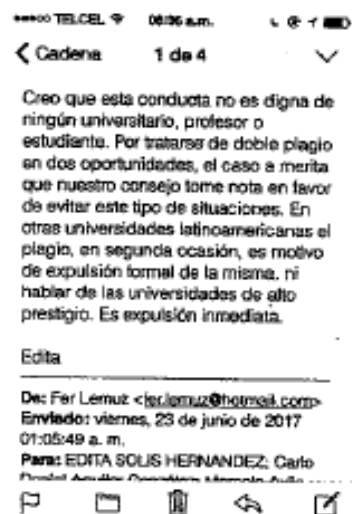 TELCEL 08:36 a.m.
Cadena 1 de 4
Creo que esta conducta no es digna de
ningún universitario, profesor o
estudiante. Por tratarse de doble plagio
en dos oportunidades, el caso a merita
que nuestro consejo tome nota en favor
de evitar este tipo de situaciones. En
otras universidades latinoamericanas el
plagio, en segunda ocasión, es motivo
de expulsión formal de la misma. ni
hablar de las universidades de alto
prestigio. Es expulsión inmediata.
Edita
De: Fer Lemuz <fer.lemuz@hotmail.com>
Enviado: viernes, 23 de junio de 2017
01:05:49 a. m.
Para: EDITA SOLIS HERNANDEZ; Carlo